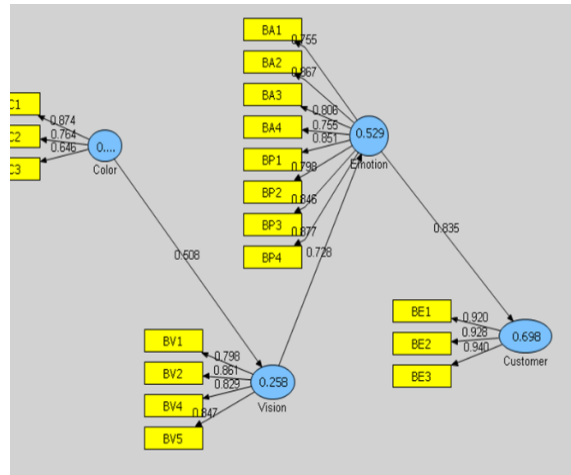 BA1
0.755
BA2
0.867
BA3
0.806
BA4
0.755
0.851
BP1
0.798
BP2
0.846
BP3
0.877
BP4
0.728
0.529
Emotion
C1
0.874
C2
0.764
C3
0.646
0....
Color
0.508
0.835
BE1
0.920
BE2
0.928
BE3
0.940
0.698
Customer
BV1
0.798
BV2
0.861
BV4
0.829
BV5
0.847
0.258
Vision